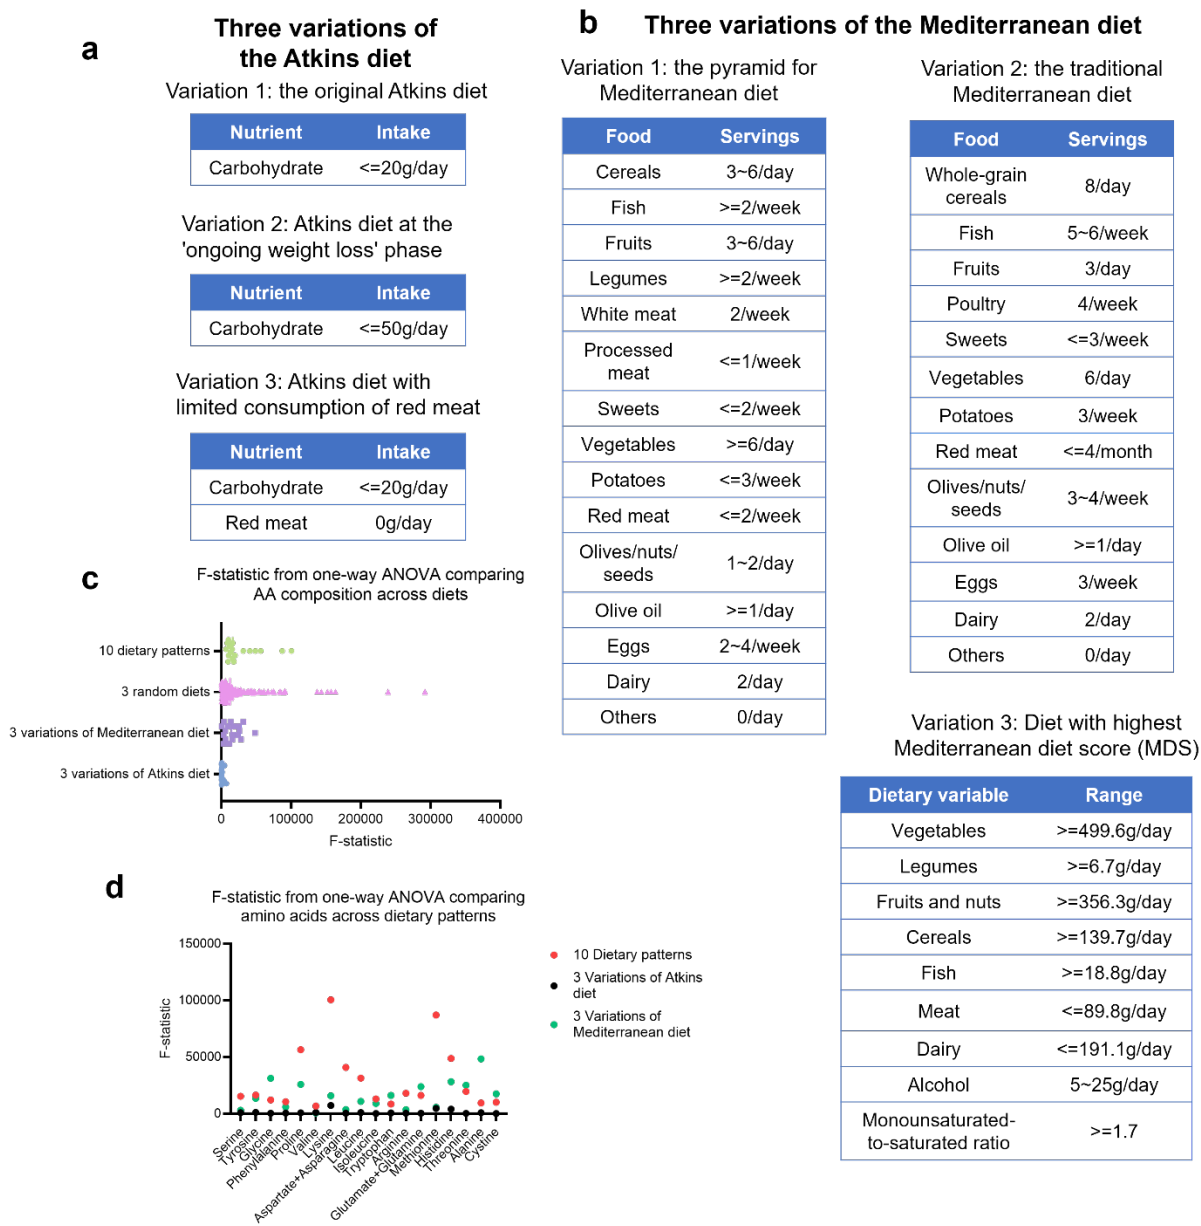 a
Three variations of
the Atkins diet
Variation 1: the original Atkins diet
Nutrient Intake
Carbohydrate <=20g/day
Variation 2: Atkins diet at the
'ongoing weight loss' phase
Nutrient Intake
Carbohydrate <=50g/day
Variation 3: Atkins diet with
limited consumption of red meat
Nutrient Intake
Carbohydrate <=20g/day
Red meat 0g/day
b
Three variations of the Mediterranean diet
Variation 1: the pyramid for
Mediterranean diet
Food Servings
Cereals 3~6/day
Fish >=2/week
Fruits 3~6/day
Legumes >=2/week
White meat 2/week
Processed
meat <=1/week
Sweets <=2/week
Vegetables >=6/day
Potatoes <=3/week
Red meat <=2/week
Olives/nuts/
seeds 1~2/day
Olive oil >=1/day
Eggs 2~4/week
Dairy 2/day
Others 0/day
Variation 2: the traditional
Mediterranean diet
Food Servings
Whole-grain
cereals 8/day
Fish 5~6/week
Fruits 3/day
Poultry 4/week
Sweets <=3/week
Vegetables 6/day
Potatoes 3/week
Red meat <=4/month
Olives/nuts/
seeds 3~4/week
Olive oil >=1/day
Eggs 3/week
Dairy 2/day
Others 0/day
Variation 3: Diet with highest
Mediterranean diet score (MDS)
Dietary variable Range
Vegetables >=499.6g/day
Legumes >=6.7g/day
Fruits and nuts >=356.3g/day
Cereals >=139.7g/day
Fish >=18.8g/day
Meat <=89.8g/day
Dairy <=191.1g/day
Alcohol 5~25g/day
Monounsaturated-
to-saturated ratio >=1.7
c
F-statistic from one-way ANOVA comparing
AA composition across diets
10 dietary patterns
3 random diets
3 variations of Mediterranean diet
3 variations of Atkins diet
0 100000 200000 300000 400000
F-statistic
d
F-statistic from one-way ANOVA comparing
amino acids across dietary patterns
150000
100000
50000
0
F-statistic
Serine
Tyrosine
Glycine
Phenylalanine
Proline
Valine
Lysine
Aspartate+Asparagine
Leucine
Isoleucine
Tryptophan
Arginine
Glutamate+Glutamine
Methionine
Histidine
Threonine
Alanine
Cystine
10 Dietary patterns
3 Variations of Atkins
diet
3 Variations of
Mediterranean diet